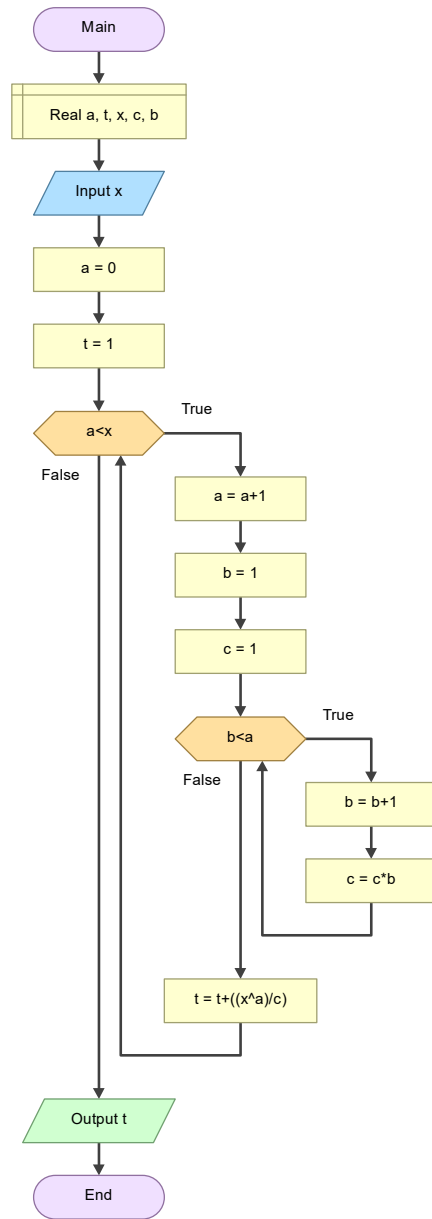 Main
Real a, t, x, c, b
Input x
a = 0
t = 1
a<x
True
False
a = a+1
b = 1
c = 1
b<a
True
False
b = b+1
c = c*b
t = t+((x^a)/c)
Output t
End